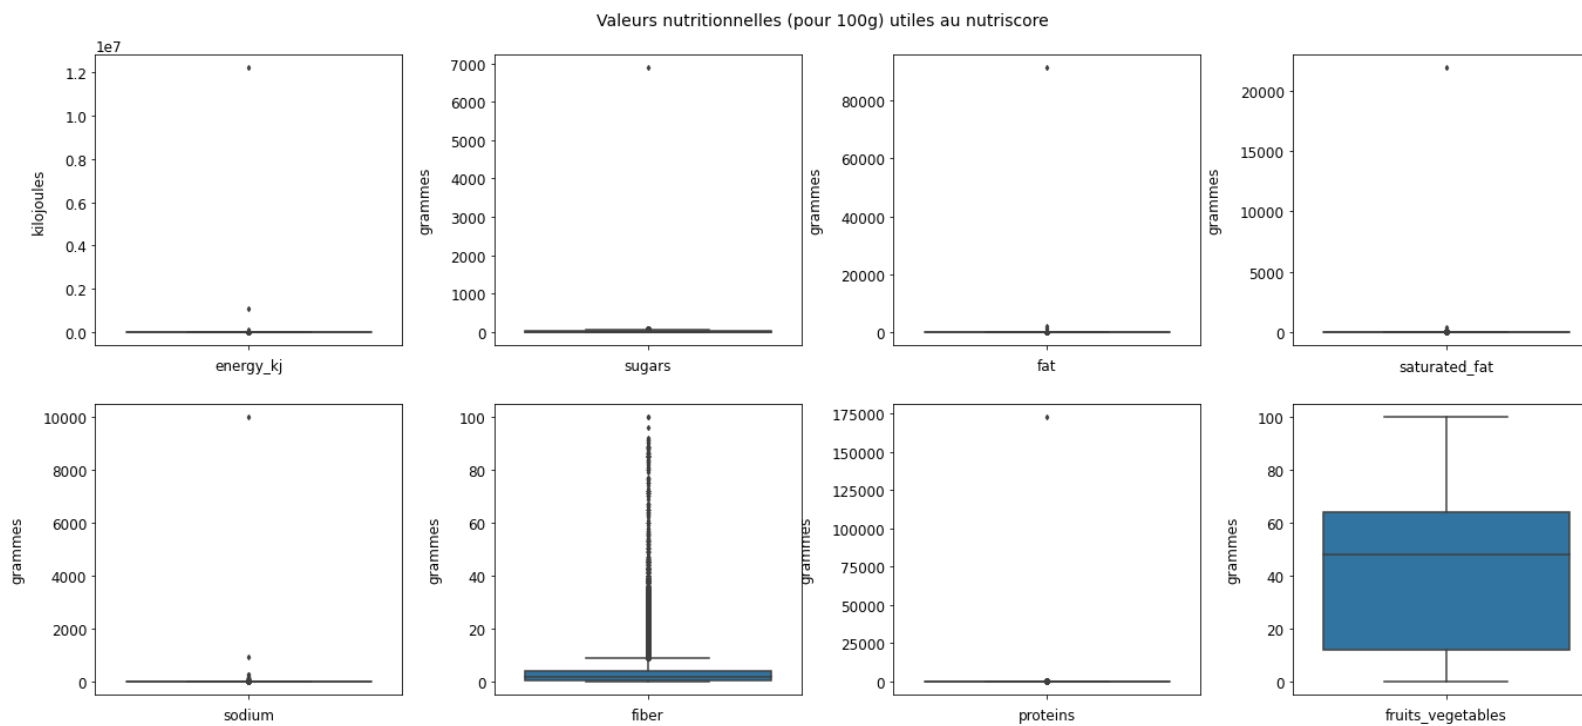 Valeurs nutritionnelles (pour 100g) utiles au nutriscore
1e7
1.2
1.0
0.8
0.6
0.4
0.2
0.0
kilojoules
energy_kj
7000
6000
5000
4000
3000
2000
1000
0
grammes
sugars
80000
60000
40000
20000
0
grammes
fat
20000
15000
10000
5000
0
grammes
saturated_fat
10000
8000
6000
4000
2000
0
grammes
sodium
100
80
60
40
20
0
grammes
fiber
175000
150000
125000
100000
75000
50000
25000
0
grammes
proteins
100
80
60
40
20
0
grammes
fruits_vegetables